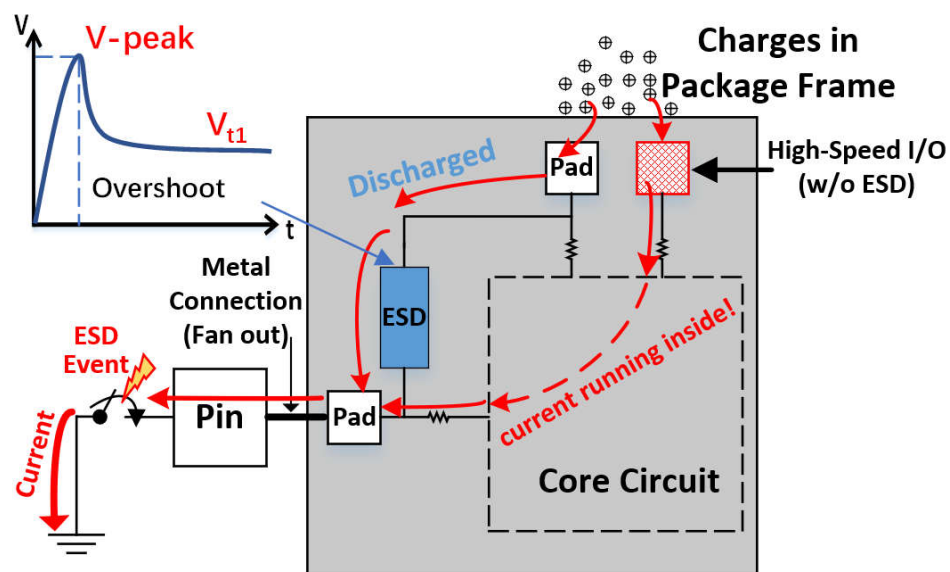 V
V-peak
Vt1
Overshoot
t
Charges in
Package Frame
High-Speed I/O
(w/o ESD)
Pad
Discharged
Metal
Connection
(Fan out)
ESD
ESD
Event
Pin
Pad
current running inside!
Core Circuit
Current